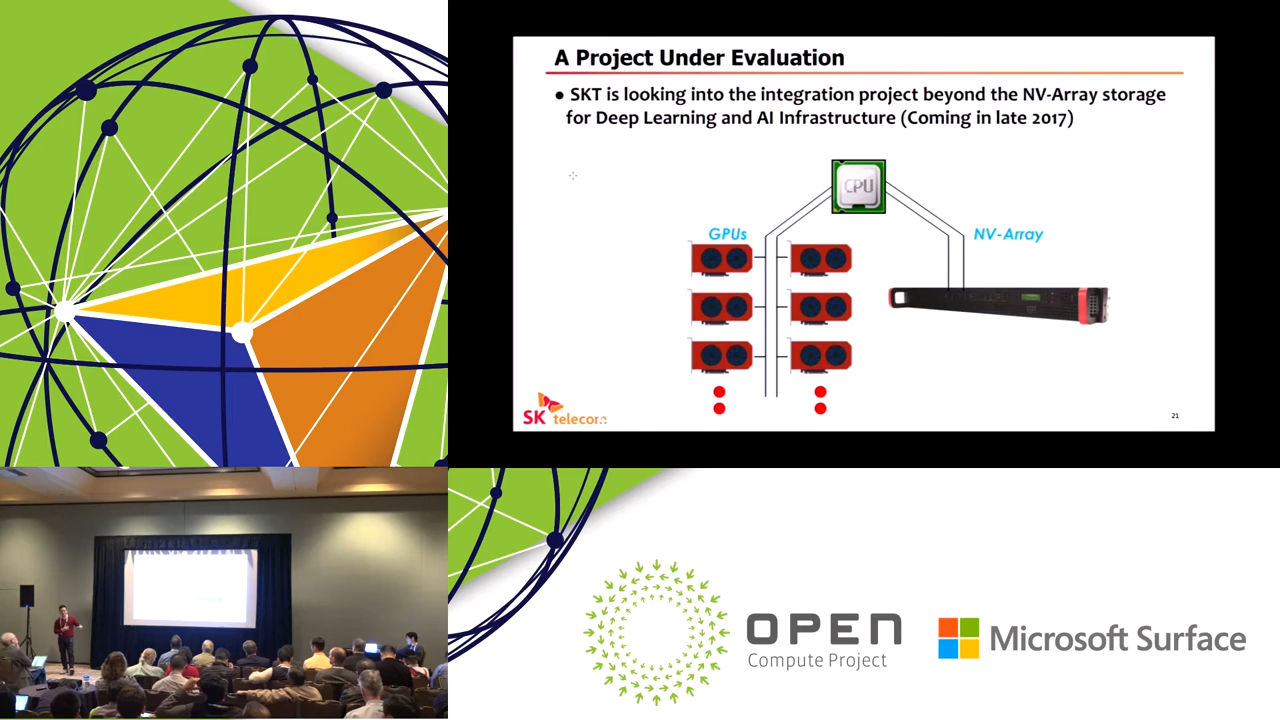 A Project Under Evaluation
● SKT is looking into the integration project beyond the NV-Array storage
for Deep Learning and AI Infrastructure (Coming in late 2017)
CPU
GPUs
NV-Array
SK telecom
21
OPEN
Compute Project
Microsoft Surface